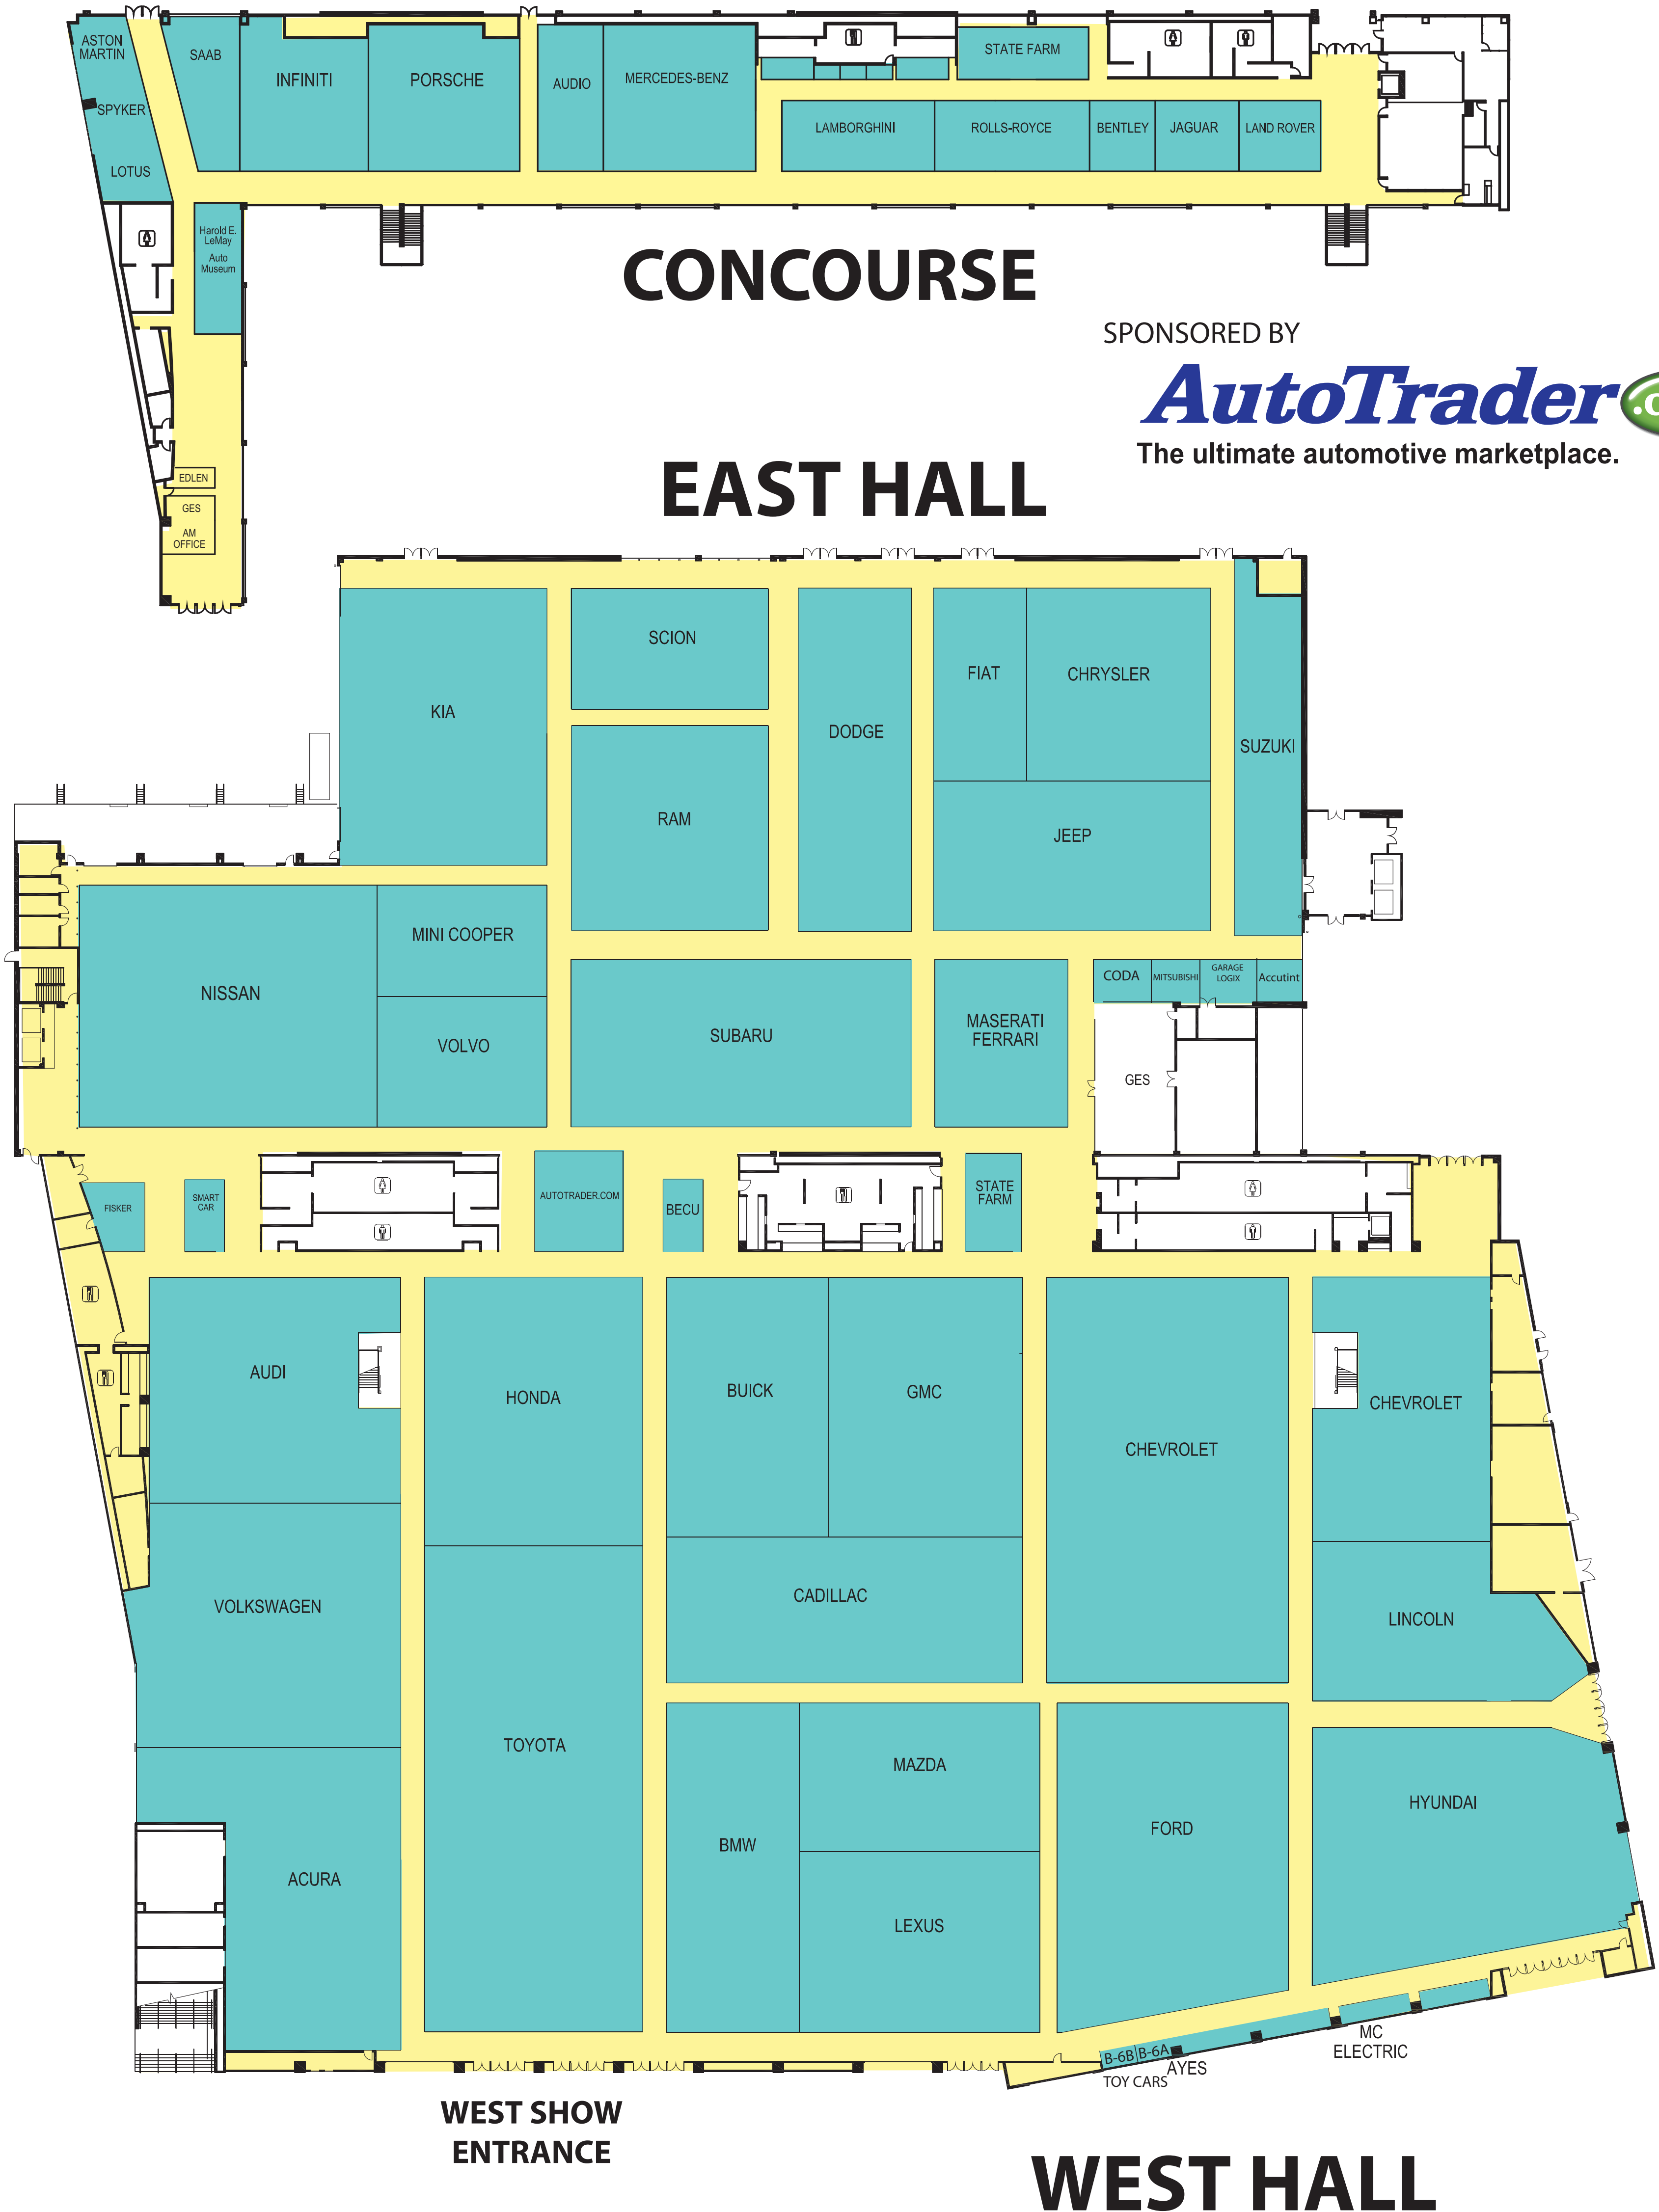 ASTON
MARTIN
SPYKER
LOTUS
SAAB
INFINITI
PORSCHE
AUDIO
MERCEDES-BENZ
STATE FARM
LAMBORGHINI
ROLLS-ROYCE
BENTLEY
JAGUAR
LAND ROVER
Harold E.
LeMay
Auto
Museum
EDLEN
GES
AM
OFFICE
CONCOURSE
SPONSORED BY
AutoTrader
The ultimate automotive marketplace.
EAST HALL
KIA
SCION
RAM
DODGE
FIAT
CHRYSLER
JEEP
SUZUKI
NISSAN
MINI COOPER
VOLVO
SUBARU
MASERATI
FERRARI
CODA
MITSUBISHI
GARAGE
LOGIX
Accutint
GES
FISKER
SMART
CAR
AUTOTRADER.COM
BECU
STATE
FARM
AUDI
HONDA
BUICK
GMC
CHEVROLET
CHEVROLET
VOLKSWAGEN
CADILLAC
LINCOLN
TOYOTA
ACURA
BMW
MAZDA
LEXUS
FORD
HYUNDAI
MC
ELECTRIC
B-6B
B-6A
AYES
TOY CARS
WEST SHOW
ENTRANCE
WEST HALL